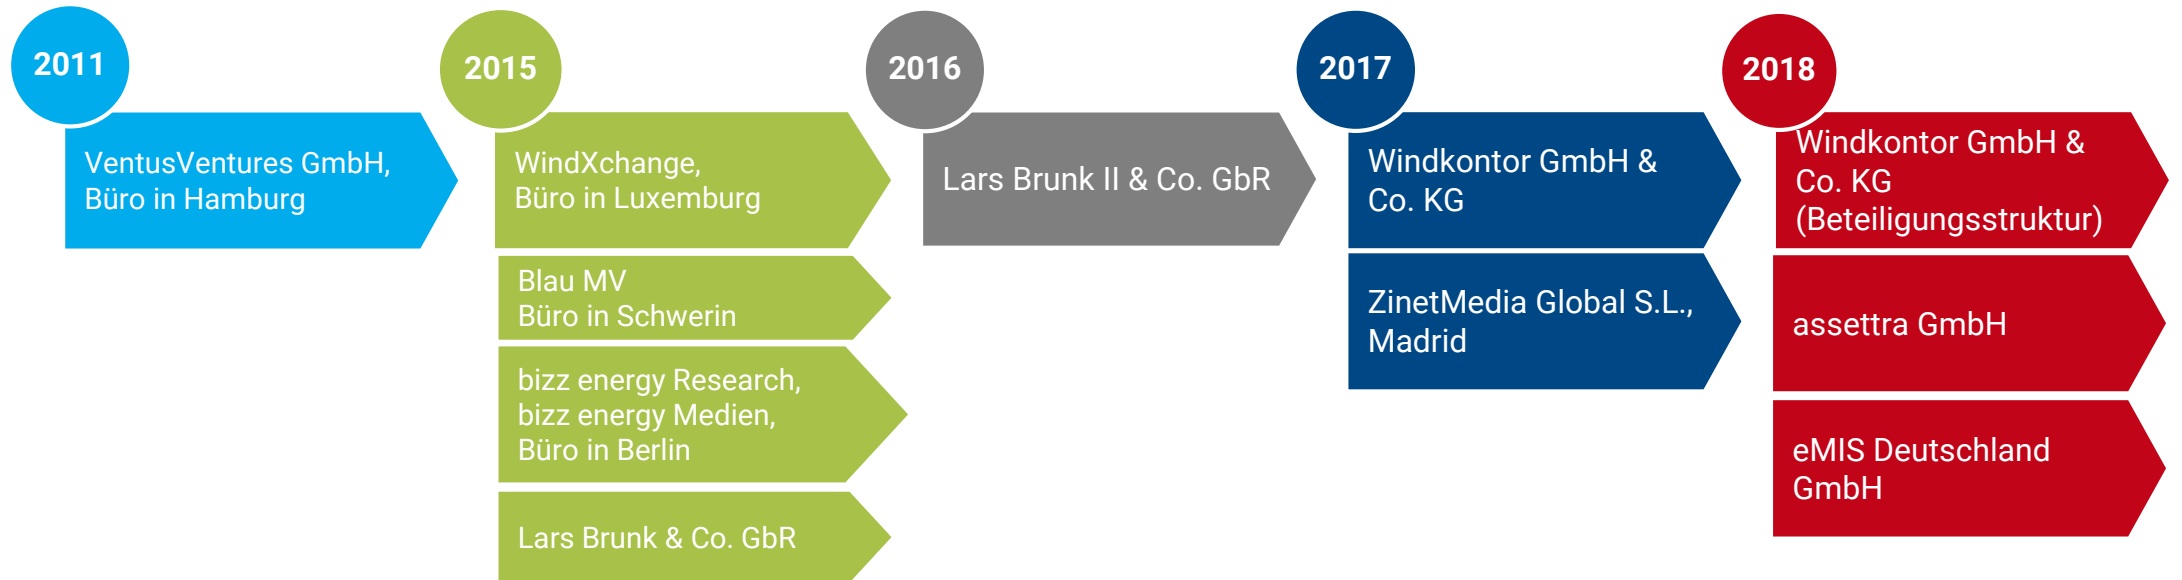 2011
VentusVentures GmbH,
Büro in Hamburg
2015
WindXchange,
Büro in Luxemburg
Blau MV
Büro in Schwerin
bizz energy Research,
bizz energy Medien,
Büro in Berlin
Lars Brunk & Co. GbR
2016
Lars Brunk II & Co. GbR
2017
Windkontor GmbH &
Co. KG
ZinetMedia Global S.L.,
Madrid
2018
Windkontor GmbH &
Co. KG
(Beteiligungsstruktur)
assettra GmbH
eMIS Deutschland
GmbH